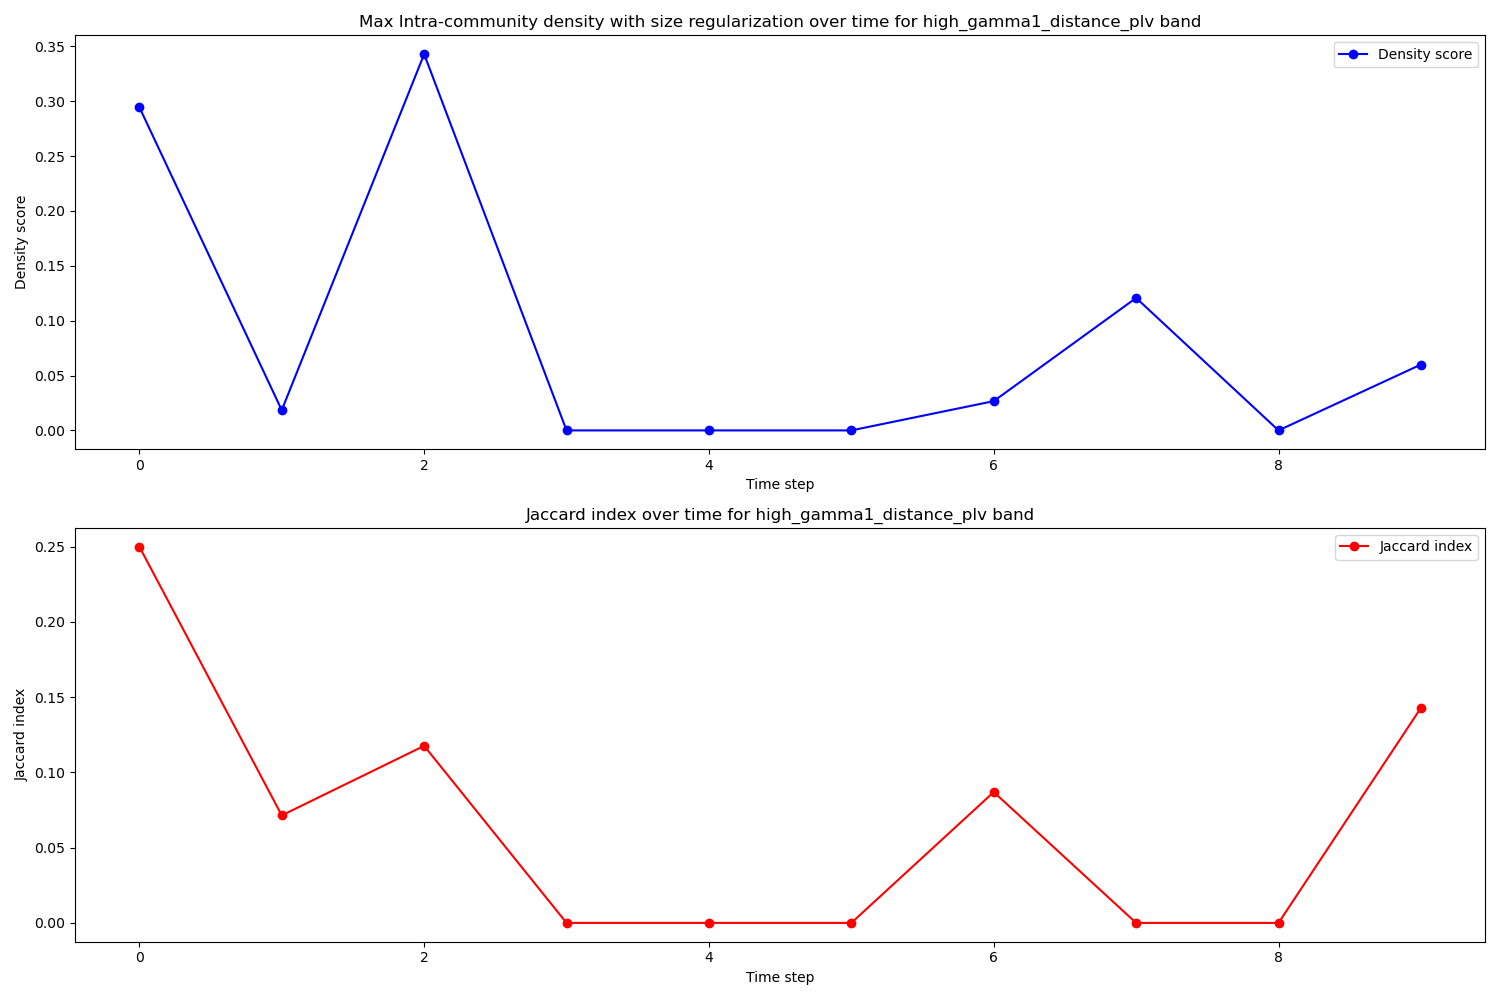 Max Intra-community density with size regularization over time for high_gamma1_distance_plv band
Density score
0.35
0.30
0.25
0.20
0.15
0.10
0.05
0.00
Density score
0 2 4 6 8
Time step
Jaccard index over time for high_gamma1_distance_plv band
Jaccard index
0.25
0.20
0.15
0.10
0.05
0.00
Jaccard index
0 2 4 6 8
Time step